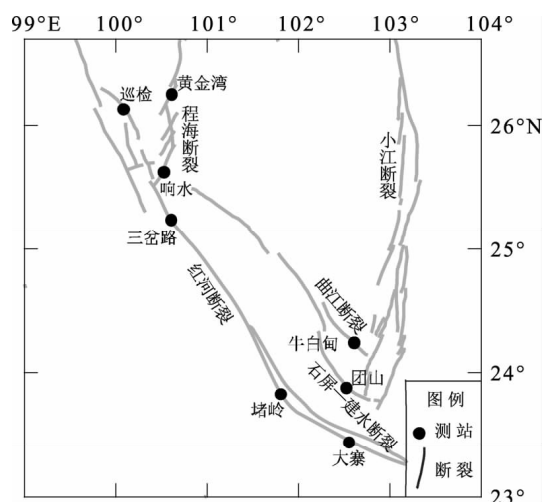 99°E 100° 101° 102° 103° 104°
黄金湾
巡检
26°N
程海断裂
小江断裂
响水
三岔路
25°
红河断裂
曲江断裂
牛白甸
24°
团山
石屏—建水断裂
堵岭
大寨
图例
测站
断裂
23°